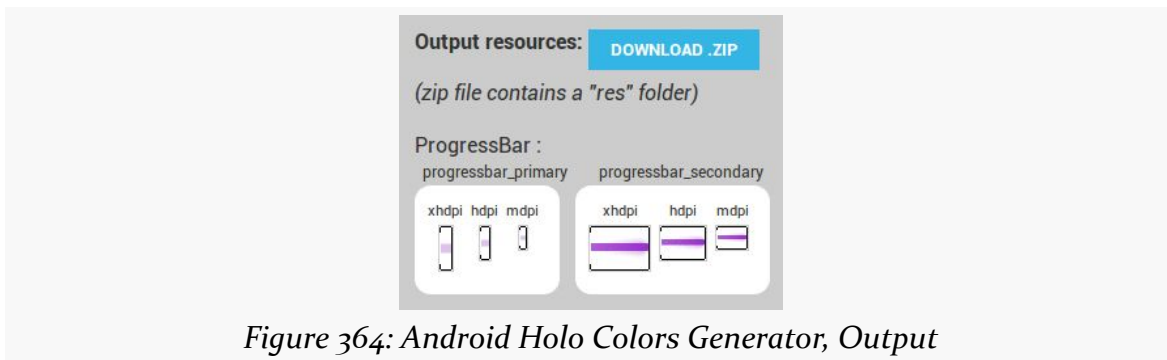 Output resources: DOWNLOAD .ZIP
(zip file contains a "res" folder)
ProgressBar :
progressbar_primary progressbar_secondary
xhdpi hdpi mdpi xhdpi hdpi mdpi
Figure 364: Android Holo Colors Generator, Output